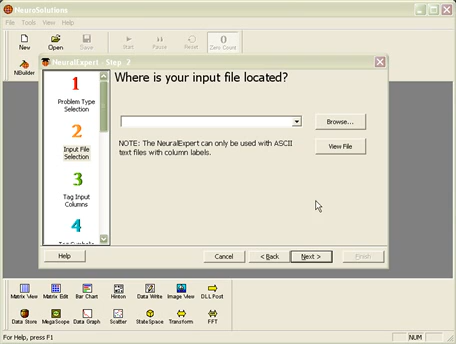 NeuroSolutions
File Tools View Help
New Open Save Start Pause Reset Zero Count
0
NBuilder
NeuralExpert - Step 2
Where is your input file located?
1
Problem Type
Selection
2
Input File
Selection
3
Tag Input
Columns
4
Tag Symbols
Browse...
NOTE: The NeuralExpert can only be used with ASCII
text files with column labels.
View File
Help Cancel < Back Next > Finish
Matrix View Matrix Edit Bar Chart Hinton Data Write Image View DLL Post
Data Store MegaScope Data Graph Scatter StateSpace Transform FFT
For Help, press F1 NUM